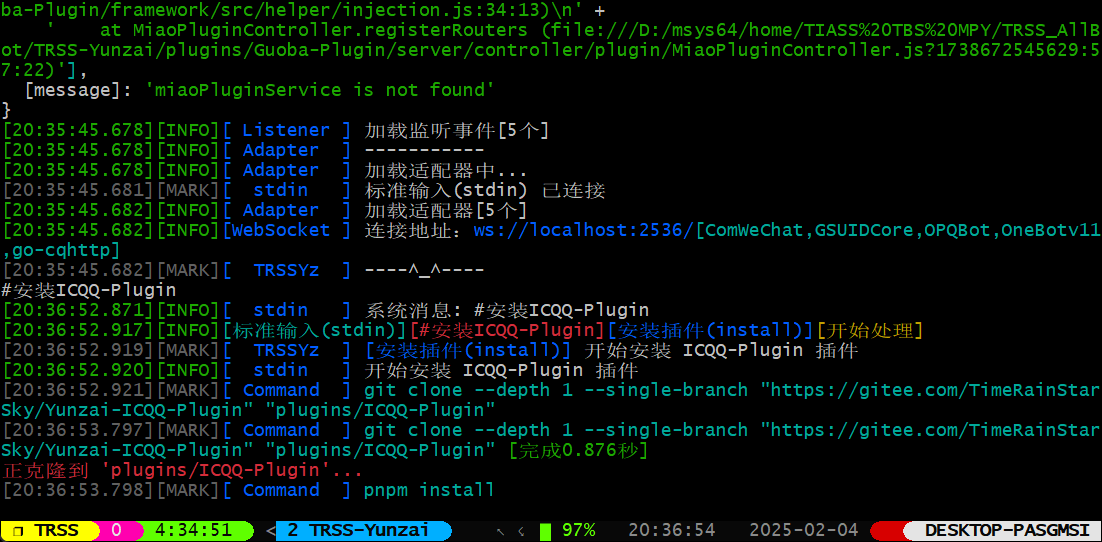 ba-Plugin/framework/src/helper/injection.js:34:13)\n' +
'    at MiaoPluginController.registerRouters (file:///D:/msys64/home/TIASS%20TBS%20MPY/TRSS_AllB
ot/TRSS-Yunzai/plugins/Guoba-Plugin/server/controller/plugin/MiaoPluginController.js?1738672545629:5
7:22)'],
[message]: 'miaoPluginService is not found'
}
[20:35:45.678][INFO][ Listener ] 加载监听事件[5个]
[20:35:45.678][MARK][ Adapter  ] -----------
[20:35:45.678][INFO][ Adapter  ] 加载适配器中...
[20:35:45.681][MARK][  stdin   ] 标准输入(stdin) 已连接
[20:35:45.682][INFO][ Adapter  ] 加载适配器[5个]
[20:35:45.682][INFO][WebSocket ] 连接地址：ws://localhost:2536/[ComWeChat,GSUIDCore,OPQBot,OneBotv11
,go-cqhttp]
[20:35:45.682][MARK][  TRSSYz  ] ----^_^----
#安装ICQQ-Plugin
[20:36:52.871][INFO][  stdin   ] 系统消息: #安装ICQQ-Plugin
[20:36:52.917][INFO][标准输入(stdin)][#安装ICQQ-Plugin][安装插件(install)][开始处理]
[20:36:52.919][MARK][  TRSSYz  ] [安装插件(install)] 开始安装 ICQQ-Plugin 插件
[20:36:52.920][INFO][  stdin   ] 开始安装 ICQQ-Plugin 插件
[20:36:52.921][MARK][ Command  ] git clone --depth 1 --single-branch "https://gitee.com/TimeRainStar
Sky/Yunzai-ICQQ-Plugin" "plugins/ICQQ-Plugin"
[20:36:53.797][MARK][ Command  ] git clone --depth 1 --single-branch "https://gitee.com/TimeRainStar
Sky/Yunzai-ICQQ-Plugin" "plugins/ICQQ-Plugin" [完成0.876秒]
正克隆到 'plugins/ICQQ-Plugin'...
[20:36:53.798][MARK][ Command  ] pnpm install
❐ TRSS 0 4:34:51 <2 TRSS-Yunzai 97% 20:36:54 2025-02-04 DESKTOP-PASGMSI